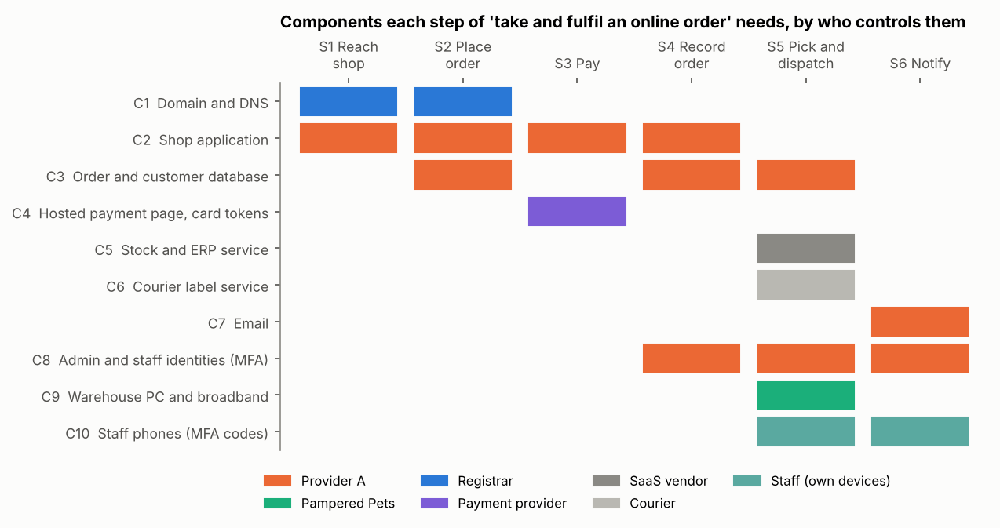 Components each step of 'take and fulfil an online order' needs, by who controls them
S1 Reach
shop
S2 Place
order
S3 Pay
S4 Record
order
S5 Pick and
dispatch
S6 Notify
C1 Domain and DNS
C2 Shop application
C3 Order and customer database
C4 Hosted payment page, card tokens
C5 Stock and ERP service
C6 Courier label service
C7 Email
C8 Admin and staff identities (MFA)
C9 Warehouse PC and broadband
C10 Staff phones (MFA codes)
Provider A
Registrar
SaaS vendor
Staff (own devices)
Pampered Pets
Payment provider
Courier